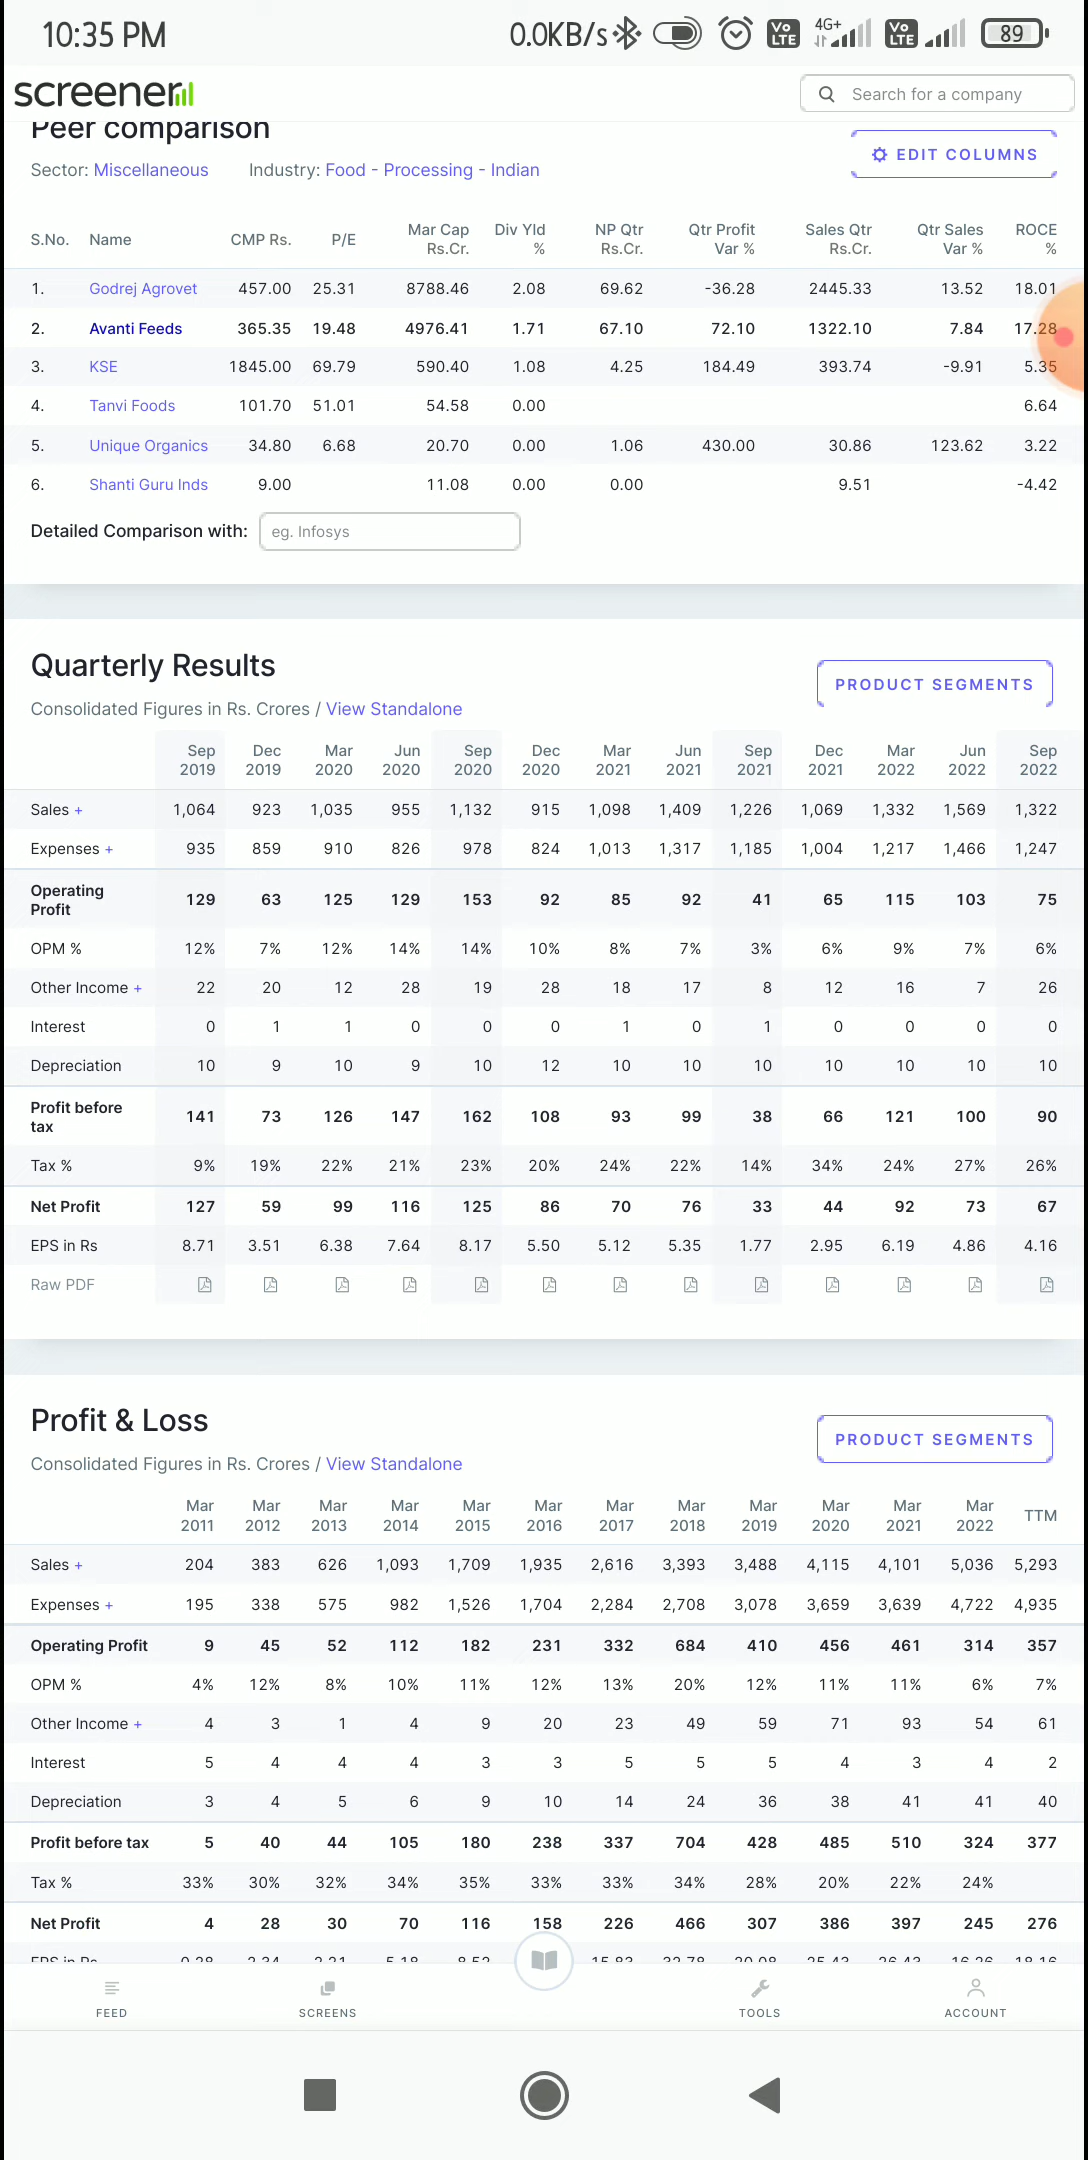 10:35 PM 0.0KB/s Vo LTE 4G+ Vo LTE 89
screener Search for a company
Peer comparison
EDIT COLUMNS
Sector: Miscellaneous Industry: Food - Processing - Indian
S.No. Name CMP Rs. P/E Mar Cap Rs.Cr. Div Yld % NP Qtr Rs.Cr. Qtr Profit Var % Sales Qtr Rs.Cr. Qtr Sales Var % ROCE %
1. Godrej Agrovet 457.00 25.31 8788.46 2.08 69.62 -36.28 2445.33 13.52 18.01
2. Avanti Feeds 365.35 19.48 4976.41 1.71 67.10 72.10 1322.10 7.84 17.28
3. KSE 1845.00 69.79 590.40 1.08 4.25 184.49 393.74 -9.91 5.35
4. Tanvi Foods 101.70 51.01 54.58 0.00 6.64
5. Unique Organics 34.80 6.68 20.70 0.00 1.06 430.00 30.86 123.62 3.22
6. Shanti Guru Inds 9.00 11.08 0.00 0.00 9.51 -4.42
Detailed Comparison with: eg. Infosys
Quarterly Results
PRODUCT SEGMENTS
Consolidated Figures in Rs. Crores / View Standalone
Sep 2019 Dec 2019 Mar 2020 Jun 2020 Sep 2020 Dec 2020 Mar 2021 Jun 2021 Sep 2021 Dec 2021 Mar 2022 Jun 2022 Sep 2022
Sales + 1,064 923 1,035 955 1,132 915 1,098 1,409 1,226 1,069 1,332 1,569 1,322
Expenses + 935 859 910 826 978 824 1,013 1,317 1,185 1,004 1,217 1,466 1,247
Operating Profit 129 63 125 129 153 92 85 92 41 65 115 103 75
OPM % 12% 7% 12% 14% 14% 10% 8% 7% 3% 6% 9% 7% 6%
Other Income + 22 20 12 28 19 28 18 17 8 12 16 7 26
Interest 0 1 1 0 0 0 1 0 1 0 0 0 0
Depreciation 10 9 10 9 10 12 10 10 10 10 10 10 10
Profit before tax 141 73 126 147 162 108 93 99 38 66 121 100 90
Tax % 9% 19% 22% 21% 23% 20% 24% 22% 14% 34% 24% 27% 26%
Net Profit 127 59 99 116 125 86 70 76 33 44 92 73 67
EPS in Rs 8.71 3.51 6.38 7.64 8.17 5.50 5.12 5.35 1.77 2.95 6.19 4.86 4.16
Raw PDF
Profit & Loss
PRODUCT SEGMENTS
Consolidated Figures in Rs. Crores / View Standalone
Mar 2011 Mar 2012 Mar 2013 Mar 2014 Mar 2015 Mar 2016 Mar 2017 Mar 2018 Mar 2019 Mar 2020 Mar 2021 Mar 2022 TTM
Sales + 204 383 626 1,093 1,709 1,935 2,616 3,393 3,488 4,115 4,101 5,036 5,293
Expenses + 195 338 575 982 1,526 1,704 2,284 2,708 3,078 3,659 3,639 4,722 4,935
Operating Profit 9 45 52 112 182 231 332 684 410 456 461 314 357
OPM % 4% 12% 8% 10% 11% 12% 13% 20% 12% 11% 11% 6% 7%
Other Income + 4 3 1 4 9 20 23 49 59 71 93 54 61
Interest 5 4 4 4 3 3 5 5 5 4 3 4 2
Depreciation 3 4 5 6 9 10 14 24 36 38 41 41 40
Profit before tax 5 40 44 105 180 238 337 704 428 485 510 324 377
Tax % 33% 30% 32% 34% 35% 33% 33% 34% 28% 20% 22% 24%
Net Profit 4 28 30 70 116 158 226 466 307 386 397 245 276
EPS in Rs
FEED SCREENS TOOLS ACCOUNT